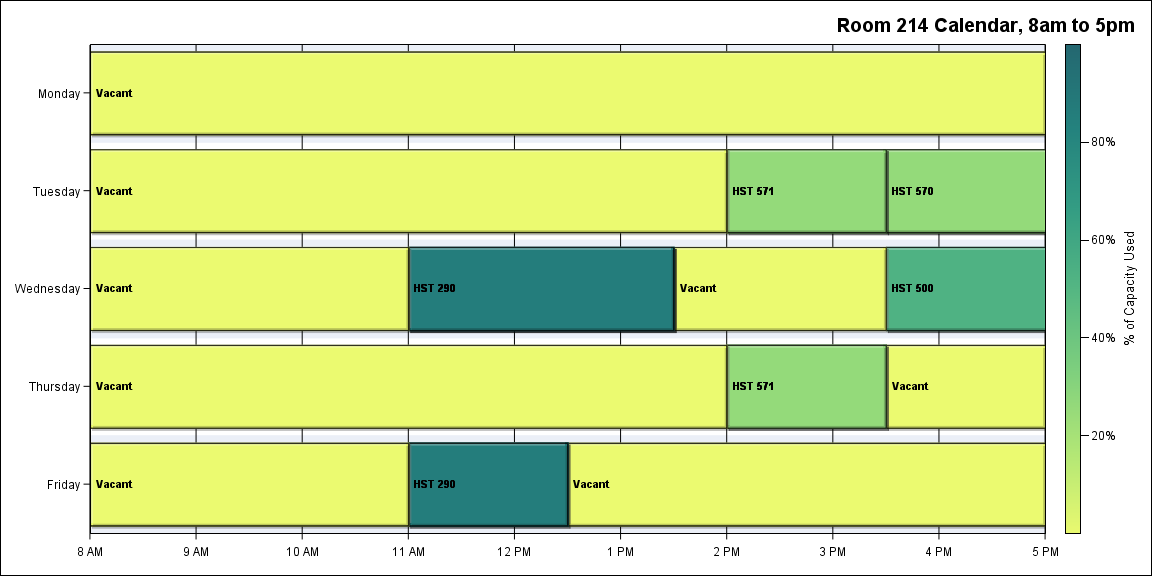 Room 214 Calendar, 8am to 5pm
Monday
Vacant
Tuesday
Vacant
HST 571
HST 570
Wednesday
Vacant
HST 290
Vacant
HST 500
Thursday
Vacant
HST 571
Vacant
Friday
Vacant
HST 290
Vacant
8 AM
9 AM
10 AM
11 AM
12 PM
1 PM
2 PM
3 PM
4 PM
5 PM
80%
60%
40%
20%
% of Capacity Used